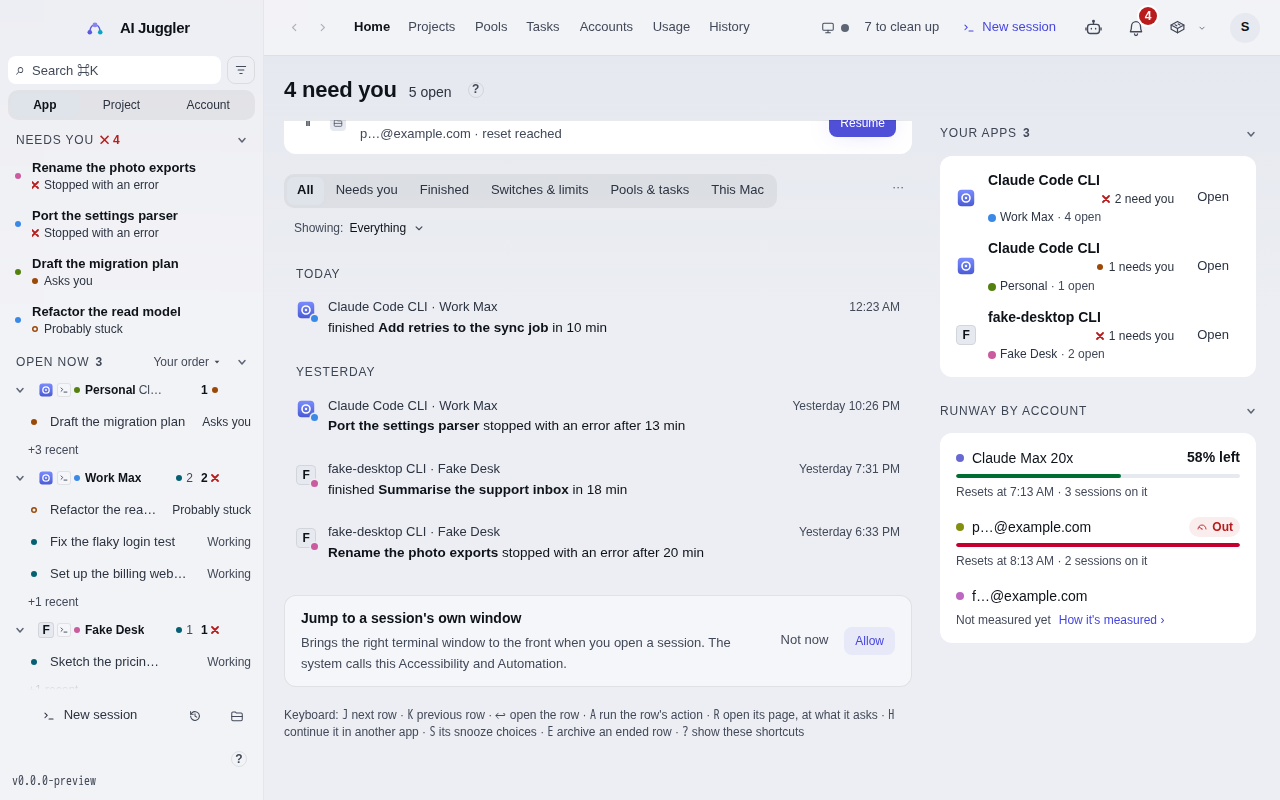 AI Juggler
Search ⌘K
App Project Account
NEEDS YOU 4
Rename the photo exports
Stopped with an error
Port the settings parser
Stopped with an error
Draft the migration plan
Asks you
Refactor the read model
Probably stuck
OPEN NOW 3 Your order
Personal Cl… 1
Draft the migration plan Asks you
+3 recent
Work Max 2 2
Refactor the rea… Probably stuck
Fix the flaky login test Working
Set up the billing web… Working
+1 recent
F Fake Desk 1 1
Sketch the pricin… Working
New session
?
v0.0.0-preview
Home Projects Pools Tasks Accounts Usage History
7 to clean up
New session
4
S
4 need you 5 open ?
p…@example.com · reset reached
Resume
All Needs you Finished Switches & limits Pools & tasks This Mac
···
Showing: Everything
TODAY
Claude Code CLI · Work Max 12:23 AM
finished Add retries to the sync job in 10 min
YESTERDAY
Claude Code CLI · Work Max Yesterday 10:26 PM
Port the settings parser stopped with an error after 13 min
F fake-desktop CLI · Fake Desk Yesterday 7:31 PM
finished Summarise the support inbox in 18 min
F fake-desktop CLI · Fake Desk Yesterday 6:33 PM
Rename the photo exports stopped with an error after 20 min
Jump to a session's own window
Brings the right terminal window to the front when you open a session. The
system calls this Accessibility and Automation.
Not now Allow
Keyboard: J next row · K previous row · ↩ open the row · A run the row's action · R open its page, at what it asks · H
continue it in another app · S its snooze choices · E archive an ended row · ? show these shortcuts
YOUR APPS 3
Claude Code CLI
2 need you
Work Max · 4 open
Open
Claude Code CLI
1 needs you
Personal · 1 open
Open
F fake-desktop CLI
1 needs you
Fake Desk · 2 open
Open
RUNWAY BY ACCOUNT
Claude Max 20x 58% left
Resets at 7:13 AM · 3 sessions on it
p…@example.com Out
Resets at 8:13 AM · 2 sessions on it
f…@example.com
Not measured yet How it's measured ›